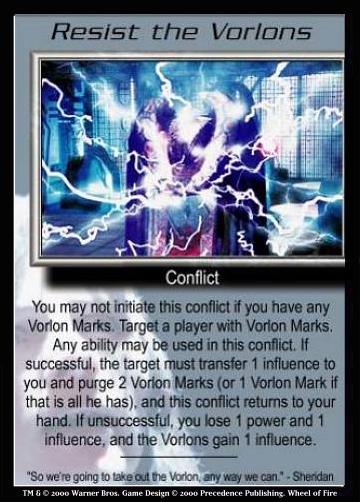 Resist the Vorlons
Conflict
You may not initiate this conflict if you have any
Vorlon Marks. Target a player with Vorlon Marks.
Any ability may be used in this conflict. If
successful, the target must transfer 1 influence to
you and purge 2 Vorlon Marks (or 1 Vorlon Mark if
that is all he has), and this conflict returns to your
hand. If unsuccessful, you lose 1 power and 1
influence, and the Vorlons gain 1 influence.
"So we're going to take out the Vorlon, any way we can." - Sheridan
TM & © 2000 Warner Bros. Game Design © 2000 Precedence Publishing. Wheel of Fire